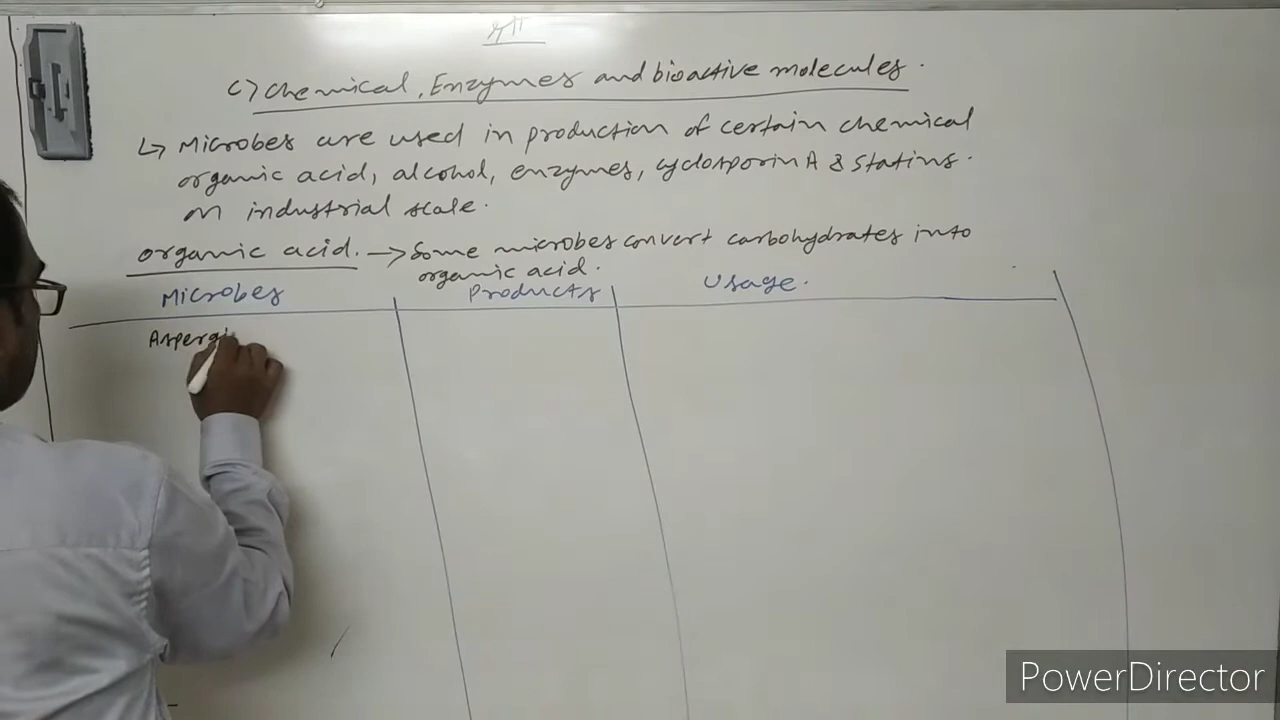 C) Chemical, Enzymes and bioactive molecules.
↳ Microbes are used in production of certain chemical
organic acid, alcohol, enzymes, cyclosporin A & Statins.
on industrial scale.
organic acid. → Some microbes convert carbohydrates into
organic acid.
Microbes Products Usage.
Aspergi
PowerDirector